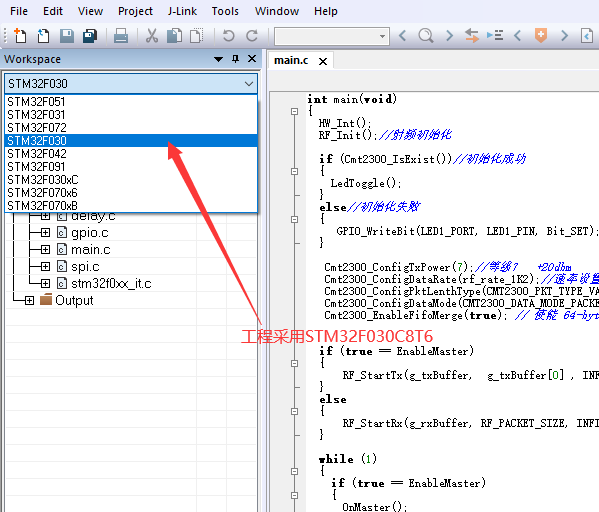 File Edit View Project J-Link Tools Window Help
Workspace
main.c
STM32F030
STM32F051
STM32F031
STM32F072
STM32F030
STM32F042
STM32F091
STM32F030xC
STM32F070x6
STM32F070xB
delay.c
gpio.c
main.c
spi.c
stm32f0xx_it.c
Output
工程采用STM32F030C8T6
int main(void)
{
HW_Int();
RF_Init();//射频初始化
if (Cmt2300_IsExist())//初始化成功
{
LedToggle();
}
else//初始化失败
{
GPIO_WriteBit(LED1_PORT, LED1_PIN, Bit_SET);
}
Cmt2300_ConfigTxPower(7);//等级7 +20dbm
Cmt2300_ConfigDataRate(rf_rate_1K2);//速率设置
Cmt2300_ConfigPktLenthType(CMT2300_PKT_TYPE_VA
Cmt2300_ConfigDataMode(CMT2300_DATA_MODE_PACKE
Cmt2300_EnableFifoMerge(true); // 使能 64-byt
if (true == EnableMaster)
{
RF_StartTx(g_txBuffer, g_txBuffer[0] , INF
}
else
{
RF_StartRx(g_rxBuffer, RF_PACKET_SIZE, INFI
}
while (1)
{
if (true == EnableMaster)
{
OnMaster();